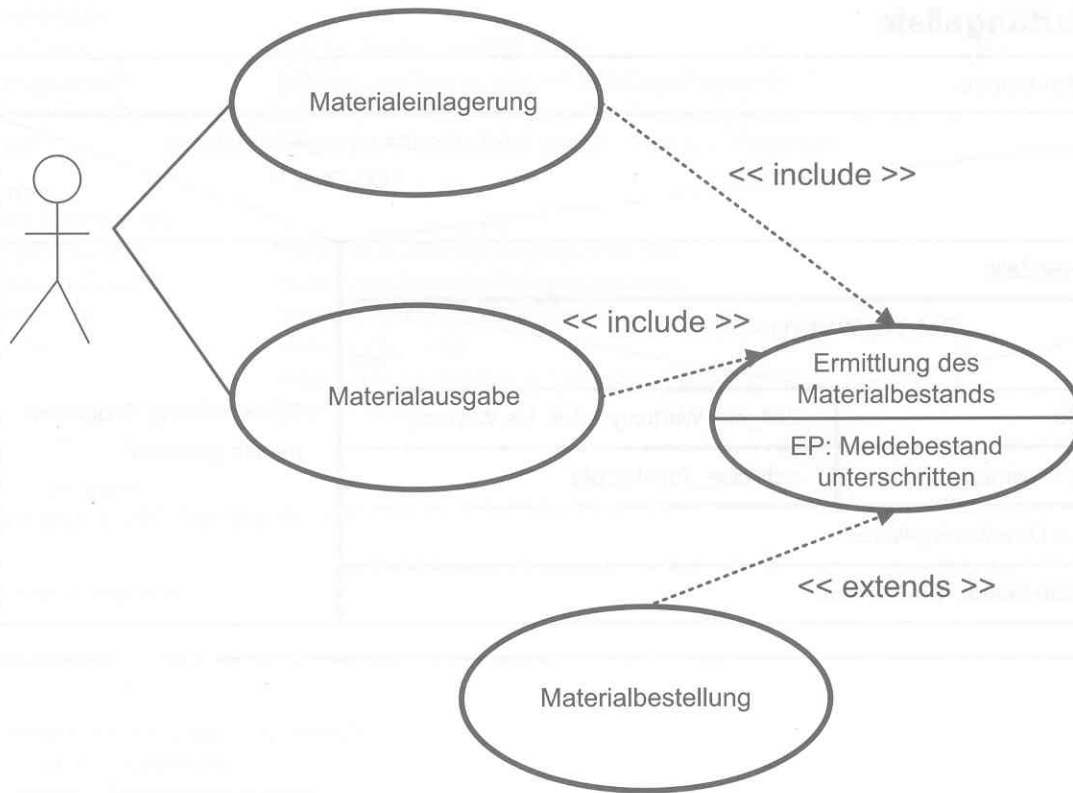 Materialeinlagerung
<< include >>
<< include >>
Materialausgabe
Ermittlung des
Materialbestands
EP: Meldebestand
unterschritten
<< extends >>
Materialbestellung